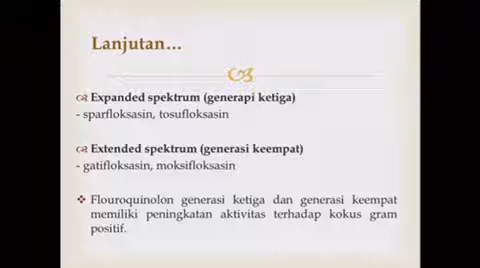 Lanjutan...
Expanded spektrum (generapi ketiga)
- sparfloksasin, tosufloksasin
Extended spektrum (generasi keempat)
- gatifloksasin, moksifloksasin
Flouroquinolon generasi ketiga dan generasi keempat
memiliki peningkatan aktivitas terhadap kokus gram
positif.